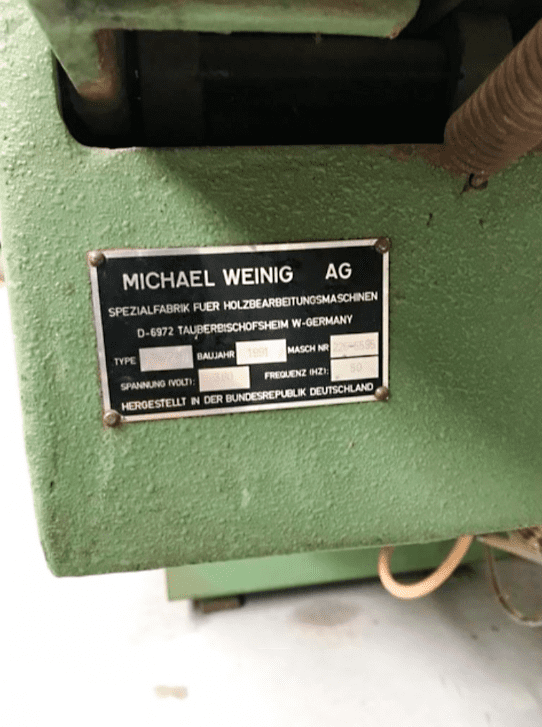 MICHAEL WEINIG AG
SPEZIALFABRIK FUER HOLZBEARBEITUNGSMASCHINEN
D-6972 TAUBERBISCHOFSHEIM W-GERMANY
TYPE BAUJAHR 1991 MASCH NR
SPANNUNG (VOLT): FREQUENZ (HZ): 50
HERGESTELLT IN DER BUNDESREPUBLIK DEUTSCHLAND